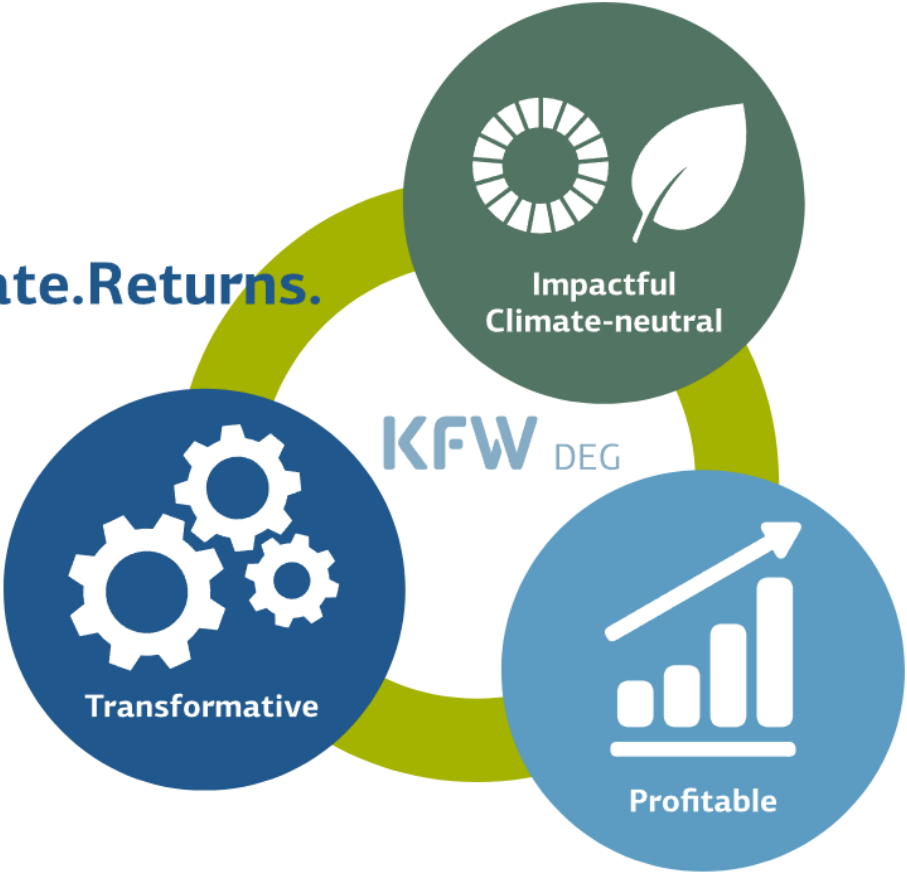 ate.Returns.
Impactful
Climate-neutral
KFW DEG
Transformative
Profitable